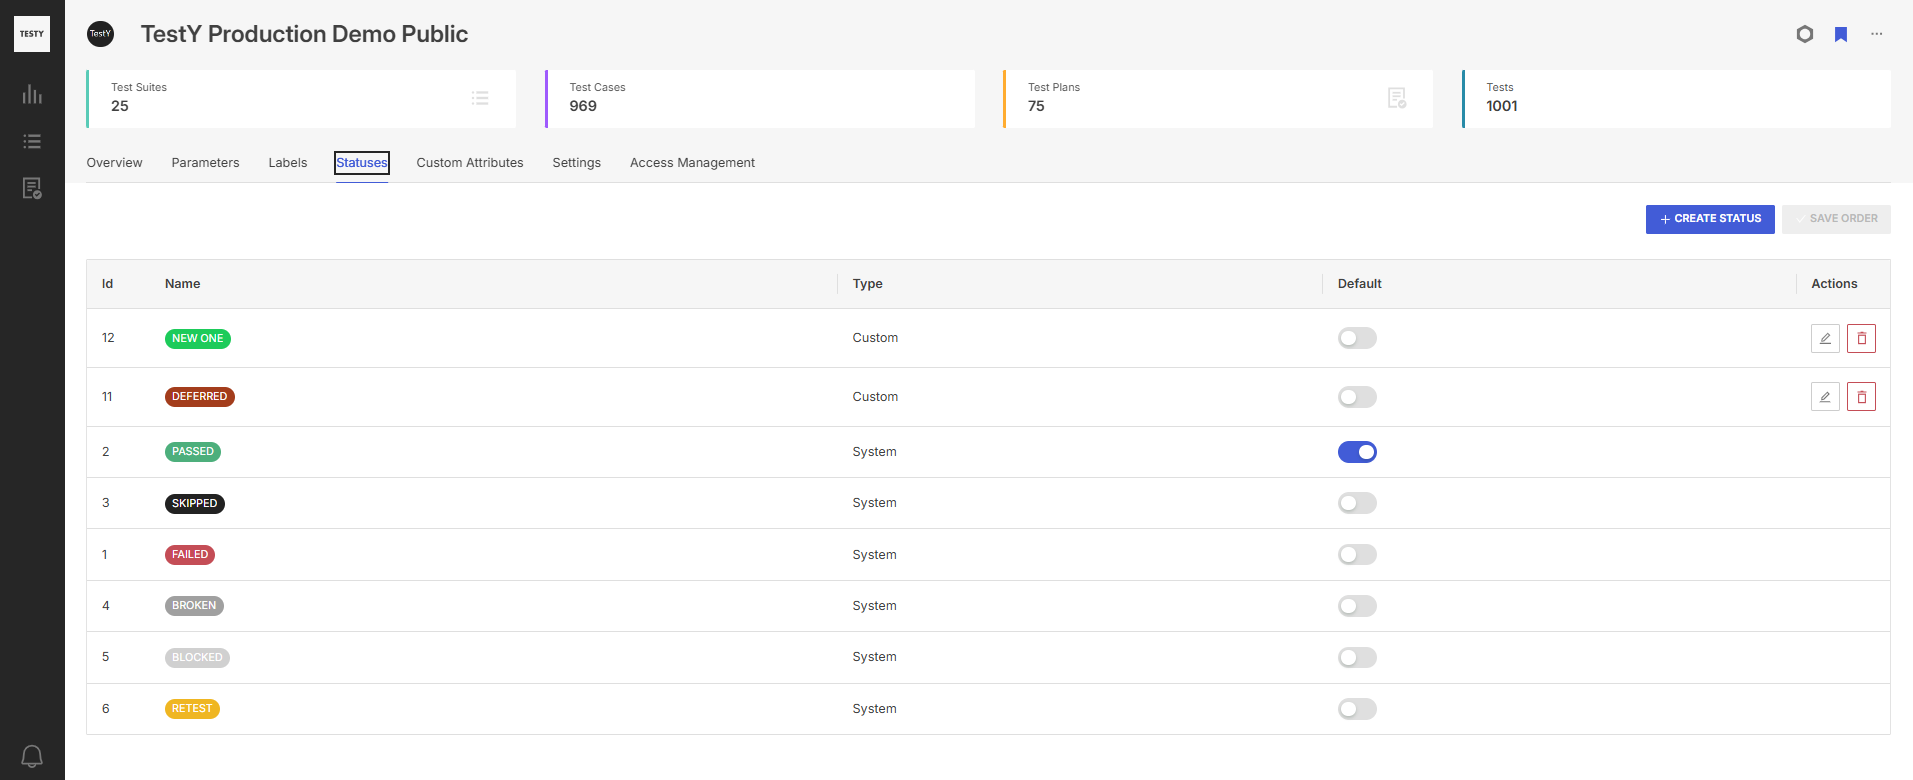 TESTY
TestY
TestY Production Demo Public
Test Suites
25
Test Cases
969
Test Plans
75
Tests
1001
Overview Parameters Labels Statuses Custom Attributes Settings Access Management
+ CREATE STATUS SAVE ORDER
Id Name Type Default Actions
12 NEW ONE Custom
11 DEFERRED Custom
2 PASSED System
3 SKIPPED System
1 FAILED System
4 BROKEN System
5 BLOCKED System
6 RETEST System